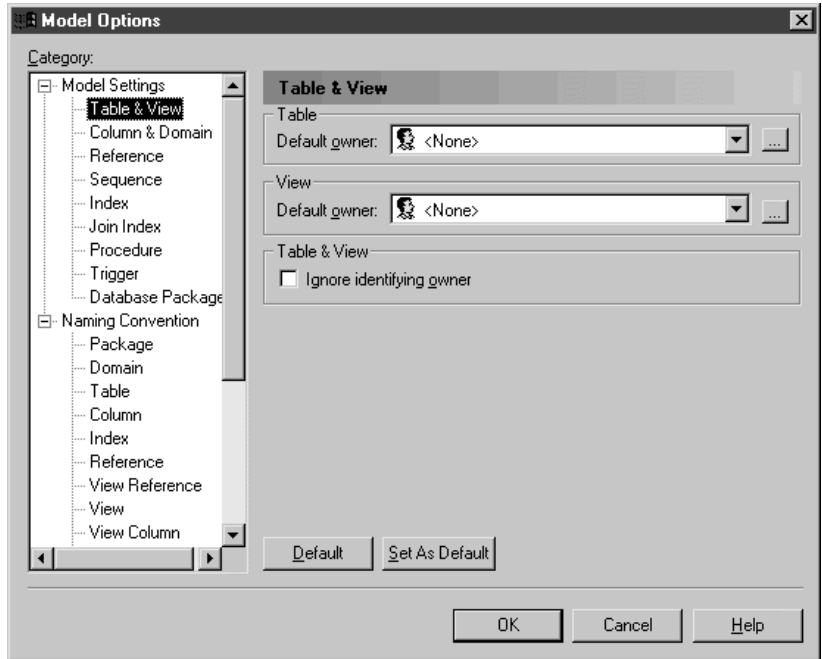 Model Options
Category:
Model Settings
Table & View
Column & Domain
Reference
Sequence
Index
Join Index
Procedure
Trigger
Database Package
Naming Convention
Package
Domain
Table
Column
Index
Reference
View Reference
View
View Column
Table & View
Table
Default owner: <None> ...
View
Default owner: <None> ...
Table & View
Ignore identifying owner
Default Set As Default
OK Cancel Help